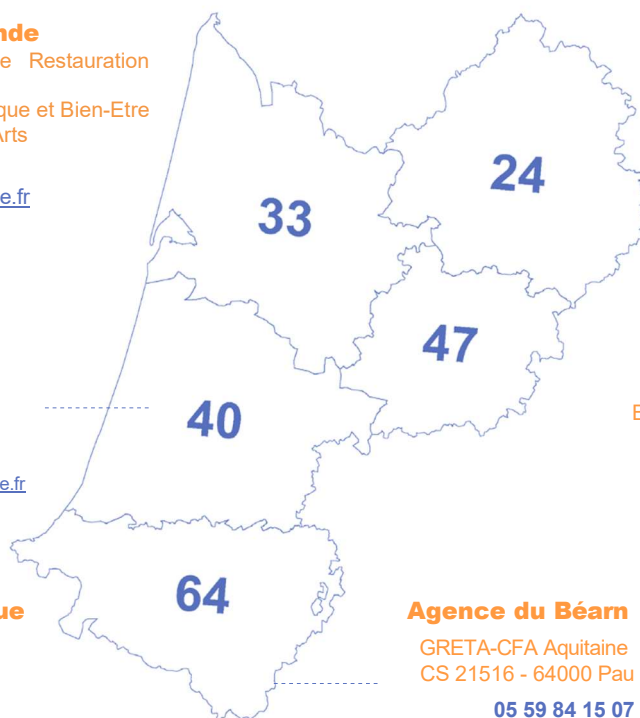 nde
e Restauration
que et Bien-Etre
Arts
e.fr
24
33
47
40
E
e.fr
64
ue
Agence du Béarn
GRETA-CFA Aquitaine
CS 21516 - 64000 Pau
05 59 84 15 07